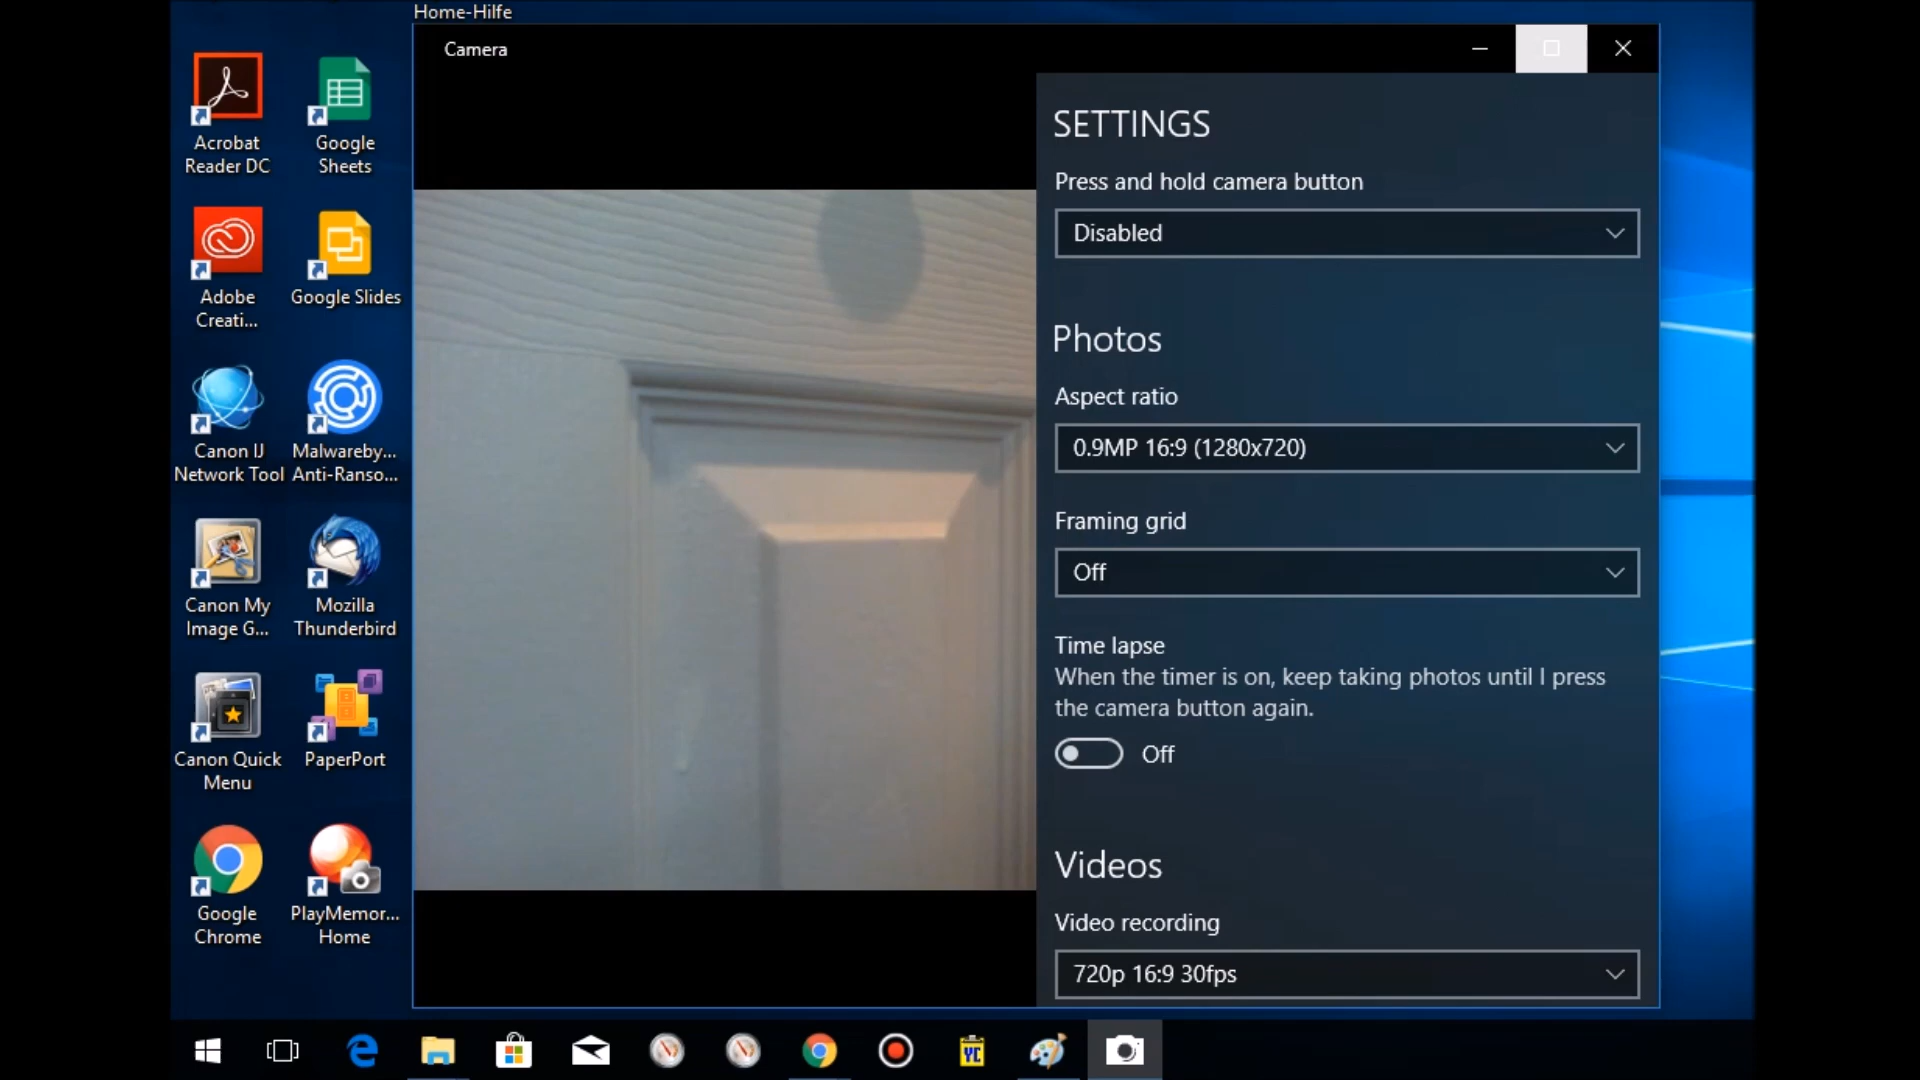 Home-Hilfe
Camera
Acrobat
Reader DC
Google
Sheets
Adobe
Creati...
Google Slides
Canon IJ
Network Tool
Malwareby...
Anti-Ranso...
Canon My
Image G...
Mozilla
Thunderbird
Canon Quick
Menu
PaperPort
Google
Chrome
PlayMemor...
Home
SETTINGS
Press and hold camera button
Disabled
Photos
Aspect ratio
0.9MP 16:9 (1280x720)
Framing grid
Off
Time lapse
When the timer is on, keep taking photos until I press
the camera button again.
Off
Videos
Video recording
720p 16:9 30fps
YC